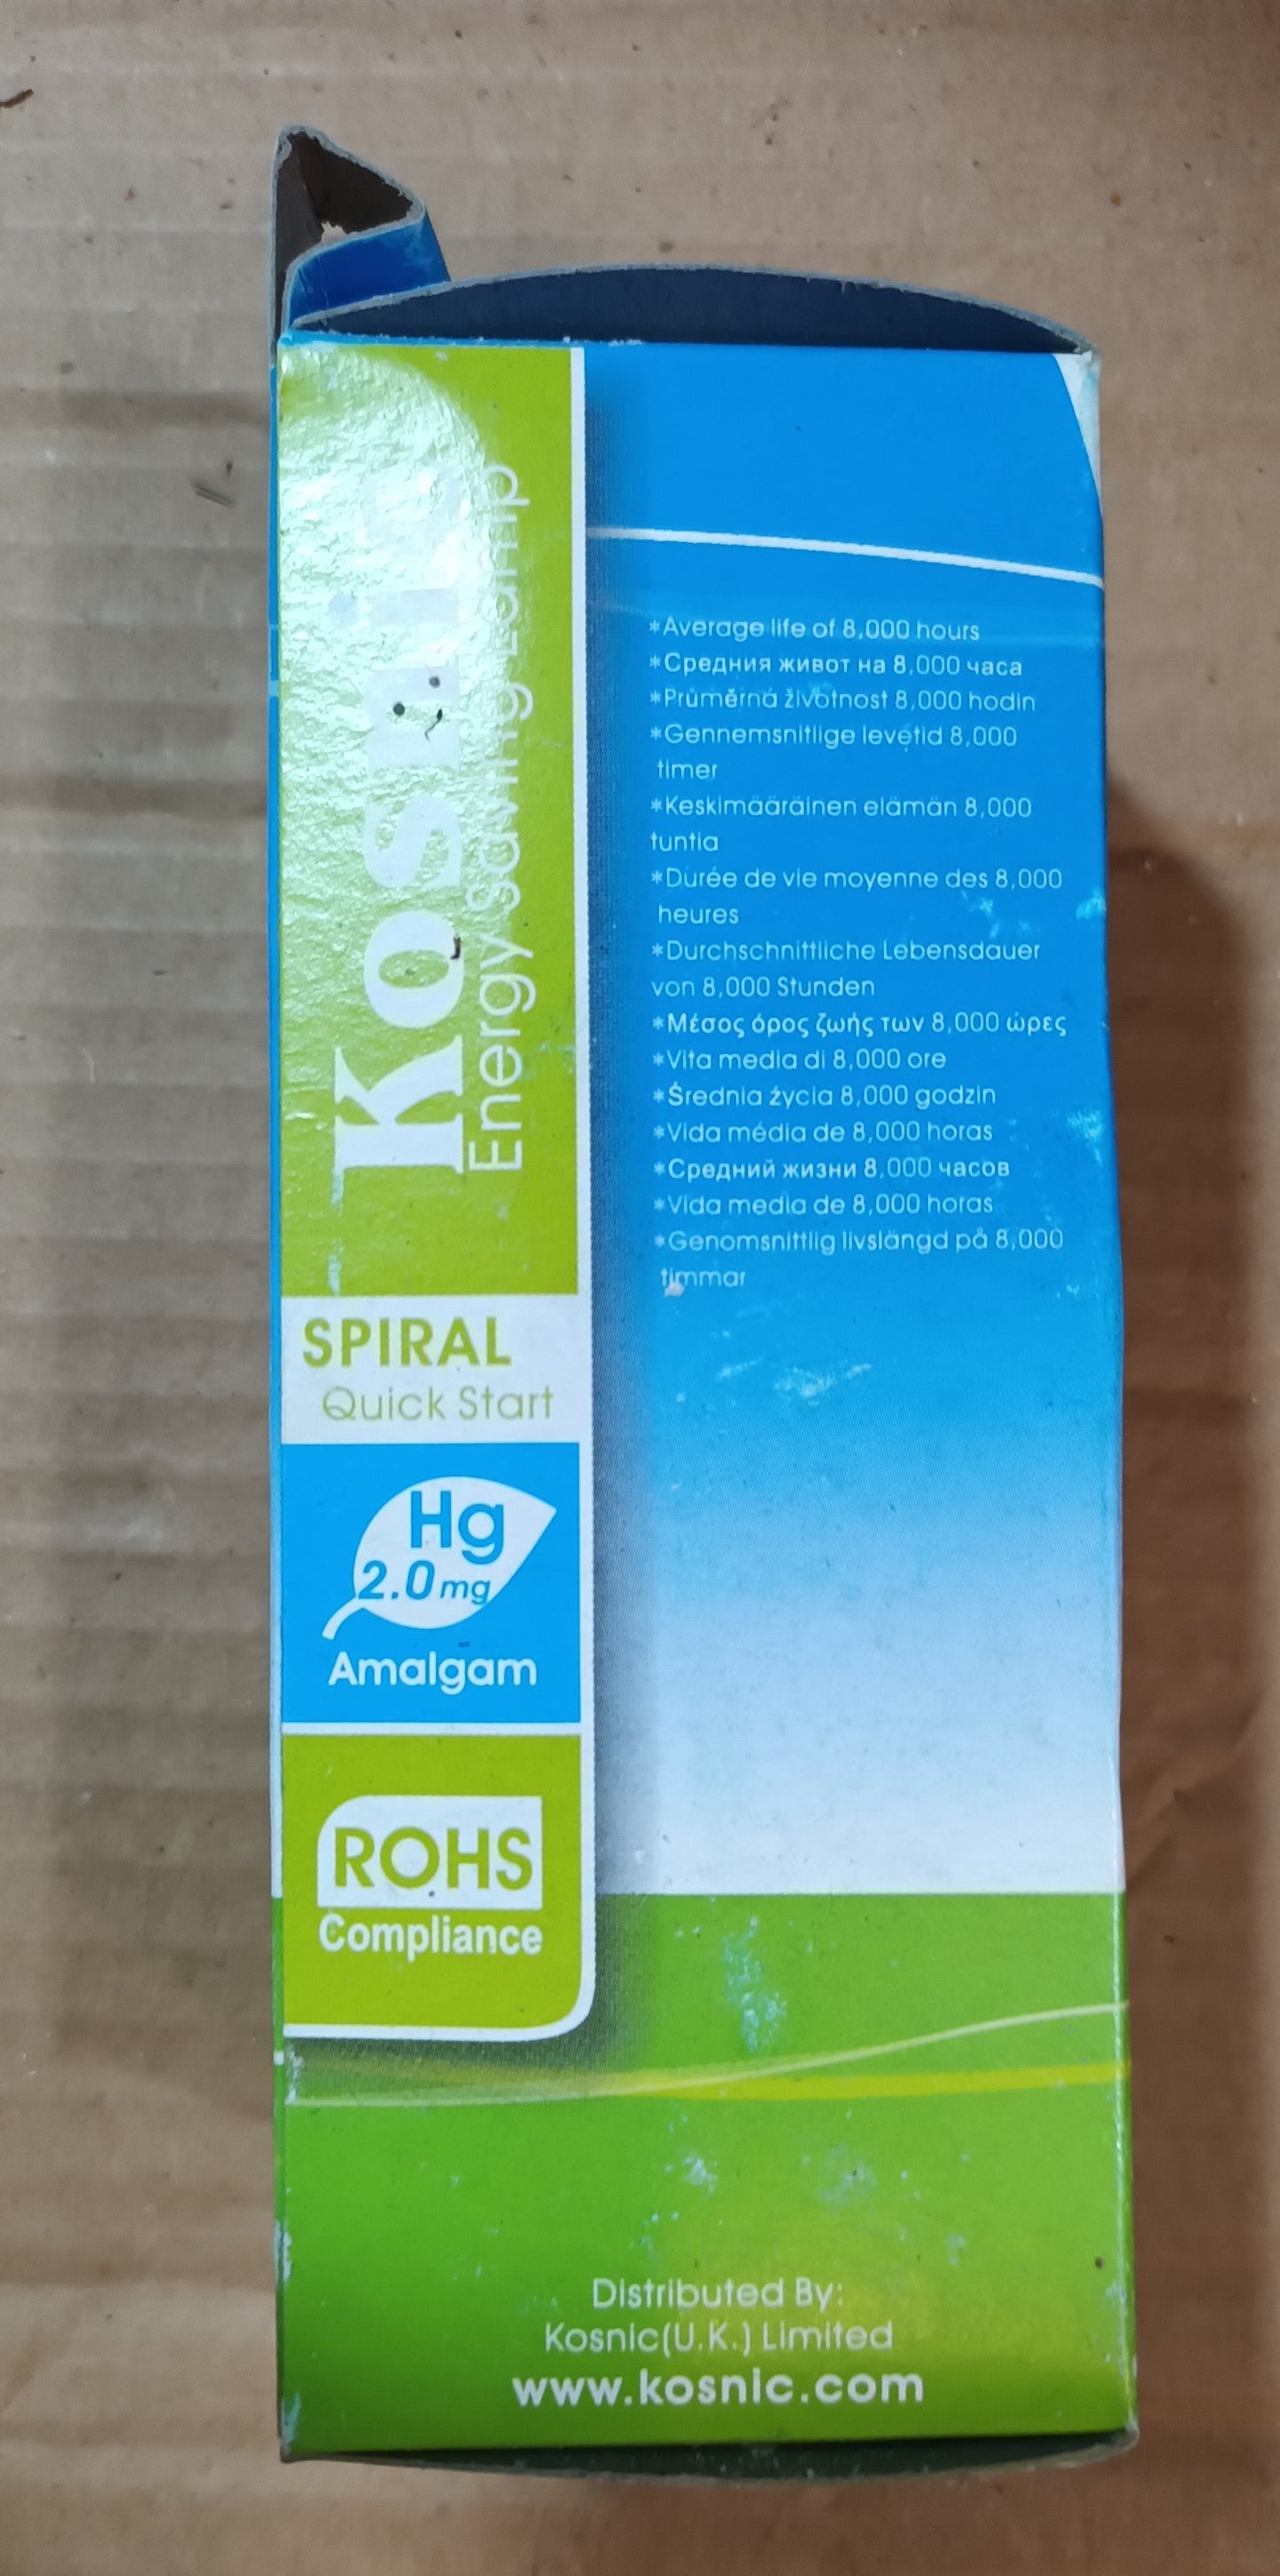 Kosnic
Energy Saving Lamp
*Average life of 8,000 hours
*Средния живот на 8,000 часа
*Průměrná životnost 8,000 hodin
*Gennemsnitlige levetid 8,000
timer
*Keskimääräinen elämän 8,000
tuntia
*Durée de vie moyenne des 8,000
heures
*Durchschnittliche Lebensdauer
von 8,000 Stunden
*Μέσος όρος ζωής των 8,000 ώρες
*Vita media di 8,000 ore
*Średnia życia 8,000 godzin
*Vida média de 8,000 horas
*Средний жизни 8,000 часов
*Vida media de 8,000 horas
*Genomsnittlig livslängd på 8,000
timmar
SPIRAL
Quick Start
Hg
2.0mg
Amalgam
ROHS
Compliance
Distributed By:
Kosnic(U.K.) Limited
www.kosnic.com